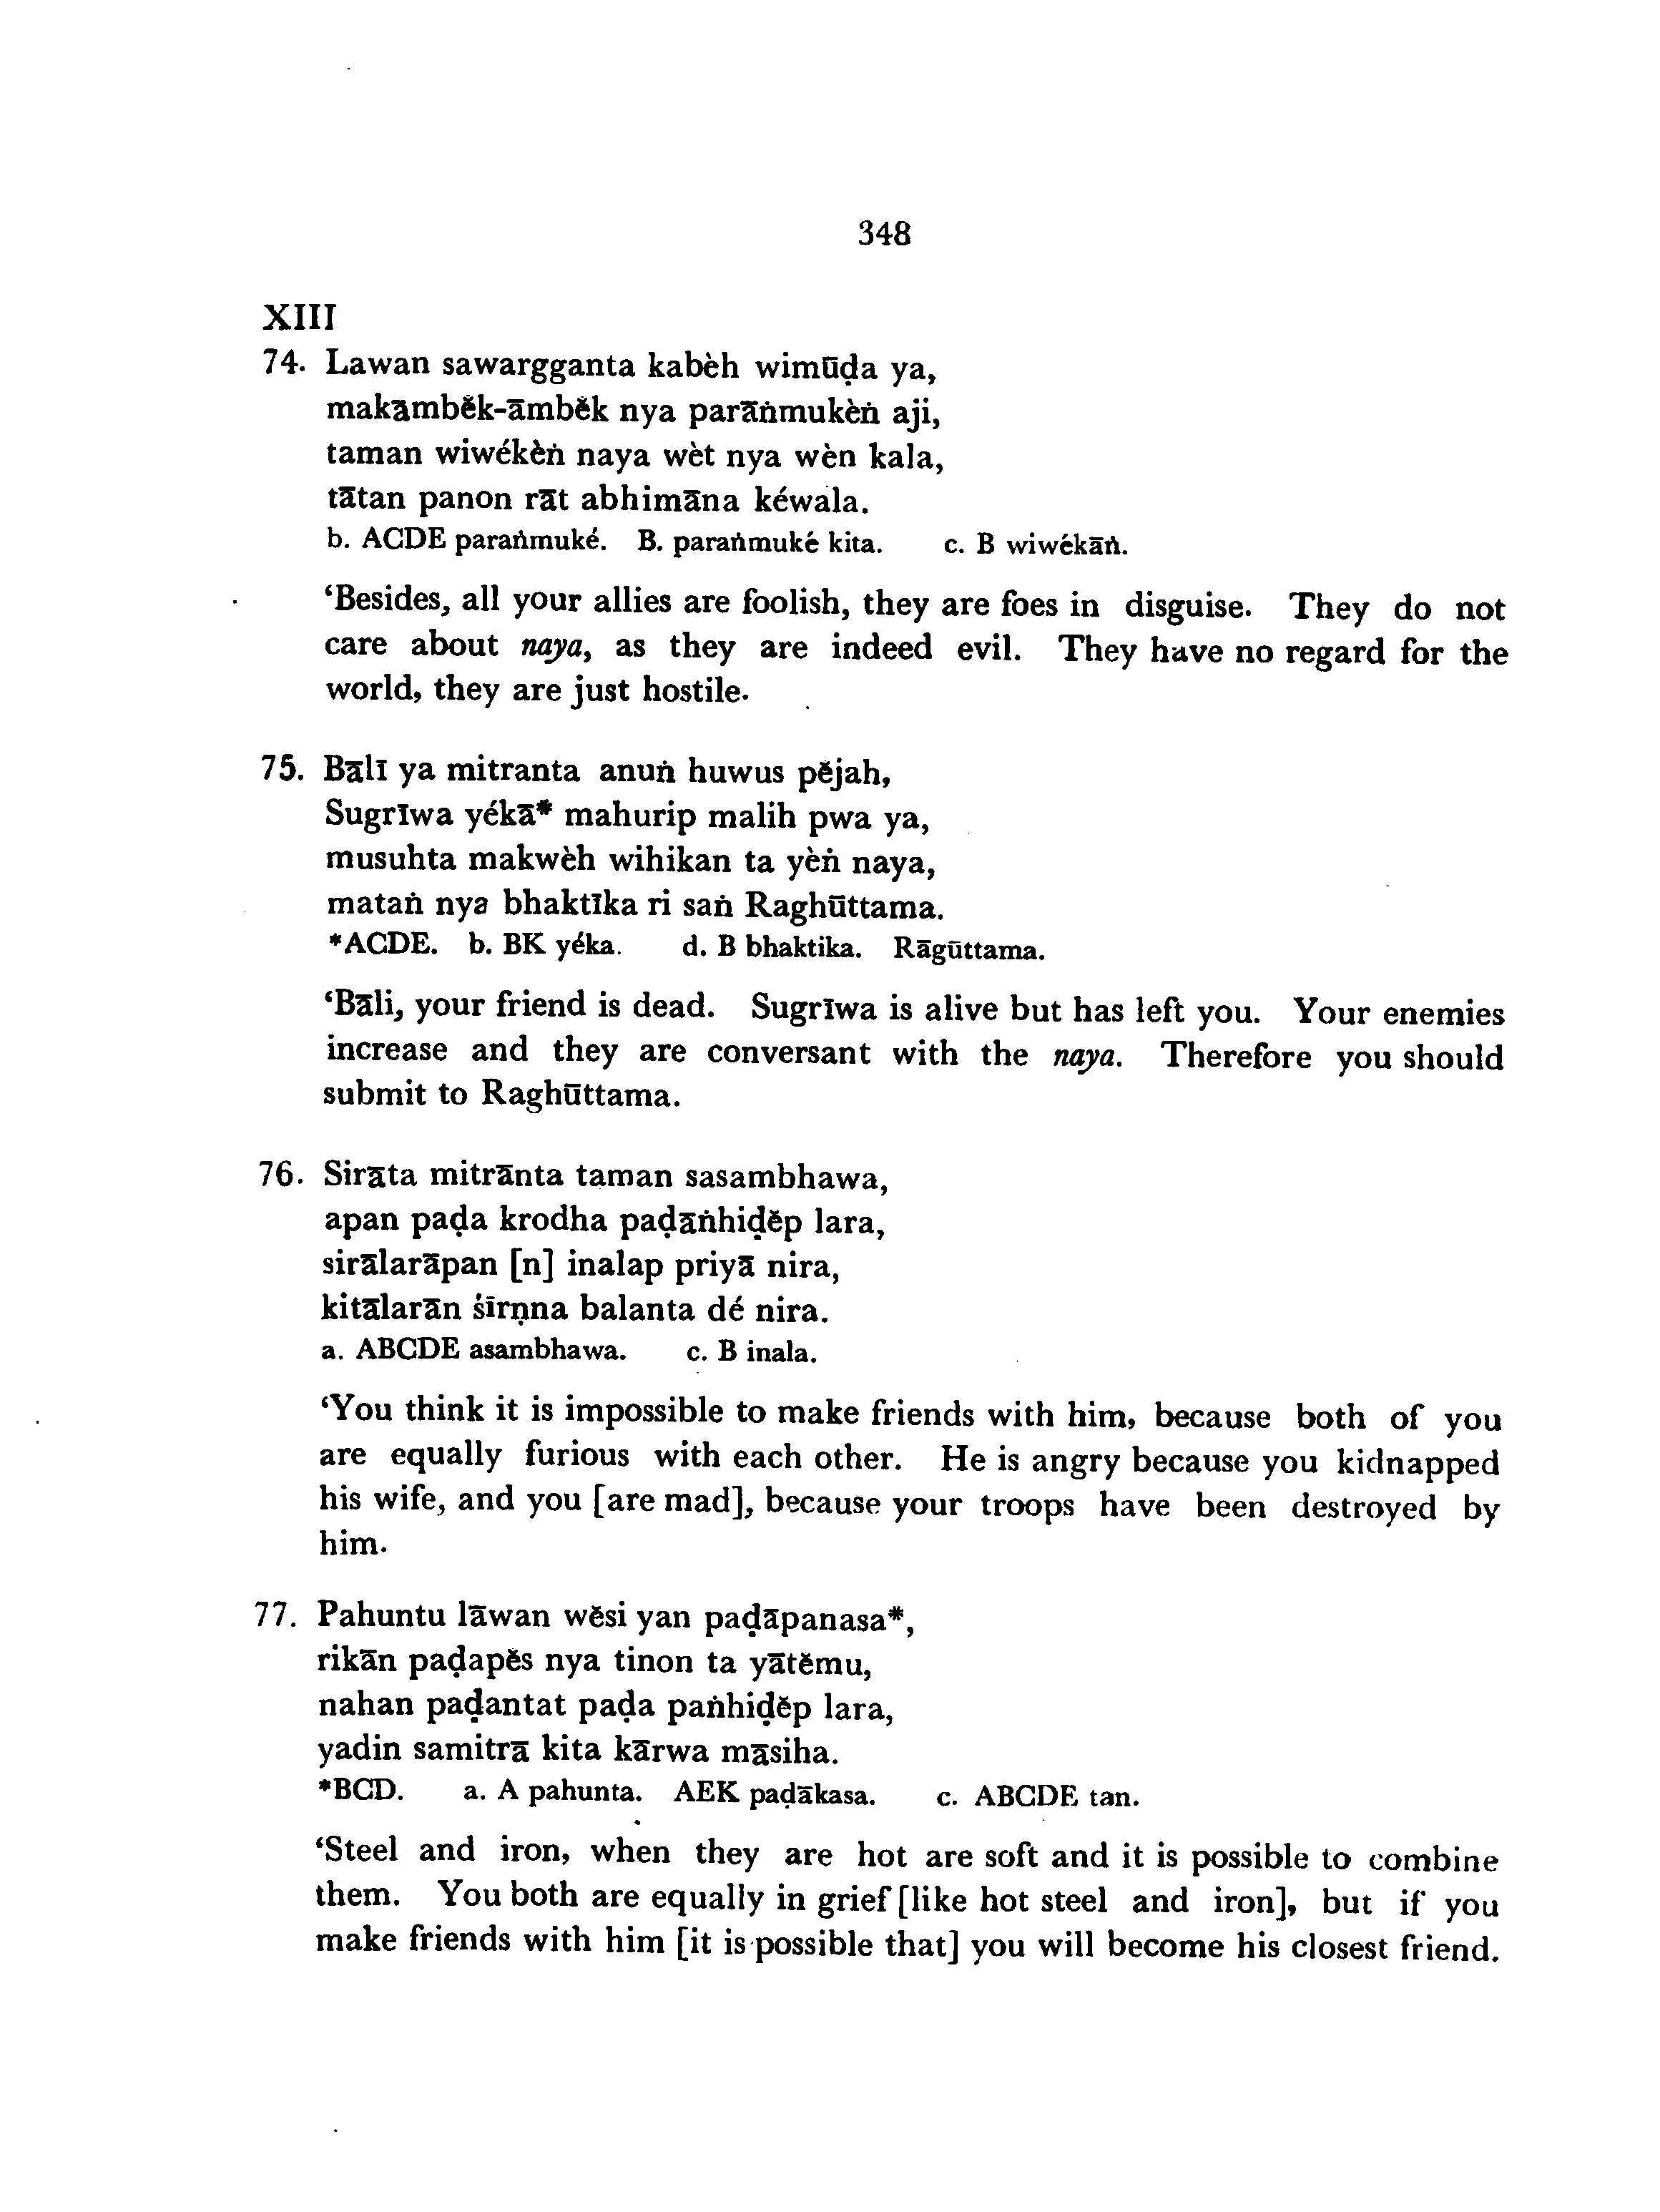 348
XIII
74. Lawan sawargganta kabèh wimūḍa ya,
makāmbĕk-āmbĕk nya parāṅmukèṅ aji,
taman wiwékèṅ naya wèt nya wèn kala,
tātan panon rāt abhimāna kéwala.
b. ACDE paraṅmuké. B. paraṅmuké kita. c. B wiwékāṅ.
‘Besides, all your allies are foolish, they are foes in disguise. They do not
care about naya, as they are indeed evil. They have no regard for the
world, they are just hostile.
75. Bālī ya mitranta anuṅ huwus pĕjah,
Sugrīwa yékā* mahurip malih pwa ya,
musuhta makwèh wihikan ta yèṅ naya,
mataṅ nya bhaktīka ri saṅ Raghūttama.
*ACDE. b. BK yéka. d. B bhaktika. Rāgūttama.
‘Bāli, your friend is dead. Sugrīwa is alive but has left you. Your enemies
increase and they are conversant with the naya. Therefore you should
submit to Raghūttama.
76. Sirāta mitrānta taman sasambhawa,
apan paḍa krodha paḍāṅhiḍĕp lara,
sirālarāpan [n] inalap priyā nira,
kitālarān śīrṇna balanta dé nira.
a. ABCDE asambhawa. c. B inala.
‘You think it is impossible to make friends with him, because both of you
are equally furious with each other. He is angry because you kidnapped
his wife, and you [are mad], because your troops have been destroyed by
him.
77. Pahuntu lāwan wĕsi yan paḍāpanasa*,
rikān paḍapĕs nya tinon ta yātĕmu,
nahan paḍantat paḍa paṅhiḍĕp lara,
yadin samitrā kita kārwa māsiha.
*BCD. a. A pahunta. AEK paḍākasa. c. ABCDE tan.
‘Steel and iron, when they are hot are soft and it is possible to combine
them. You both are equally in grief [like hot steel and iron], but if you
make friends with him [it is possible that] you will become his closest friend.